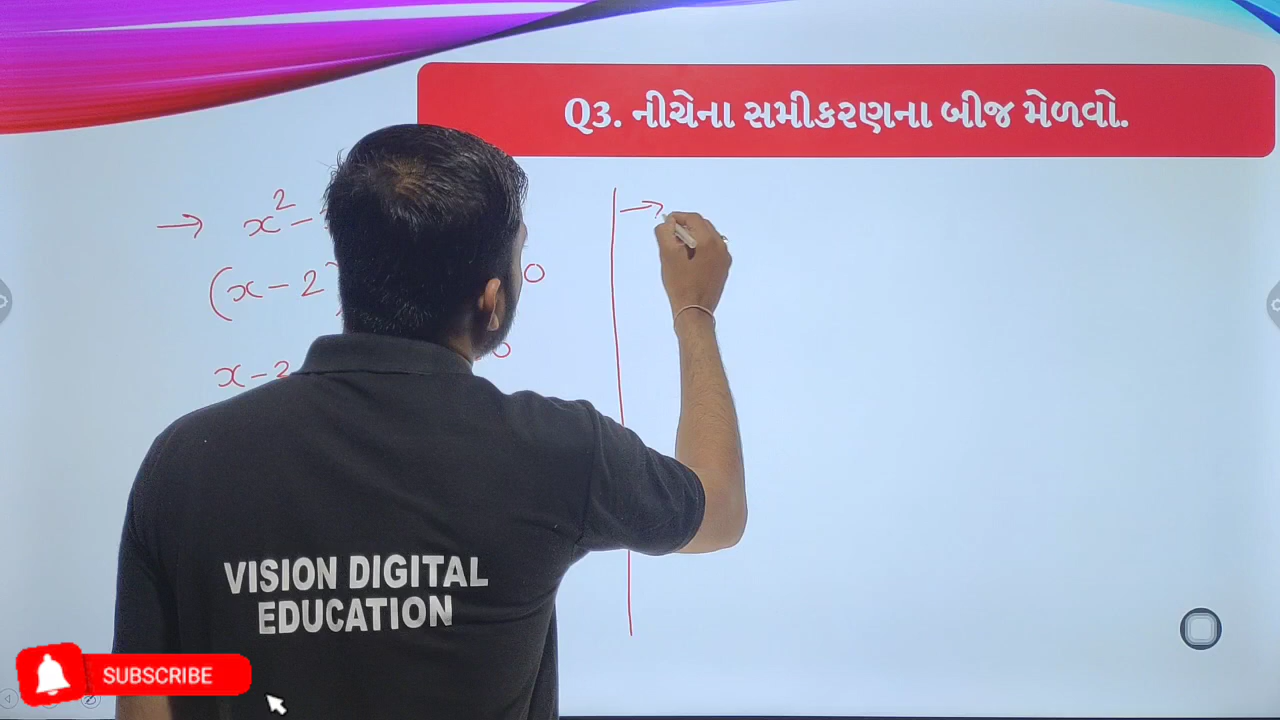 Q3. નીચેના સમીકરણના બીજ મેળવો.
→ x² -
(x - 2
0
x - 2
0
→
VISION DIGITAL
EDUCATION
SUBSCRIBE